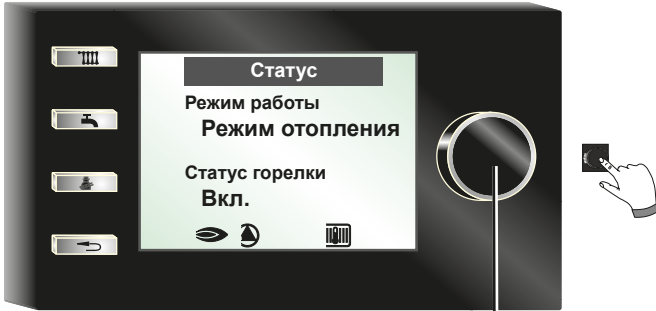 Статус
Режим работы
Режим отопления
Статус горелки
Вкл.